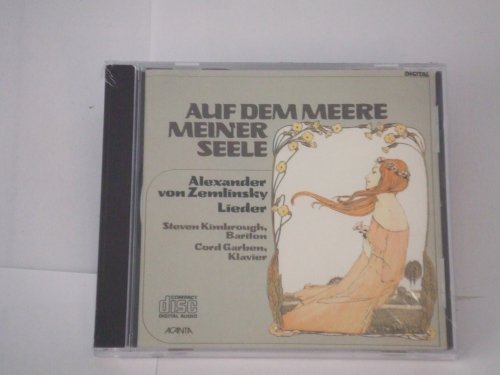 DIGITAL
AUF DEM MEERE
MEINER
SEELE
Alexander
von Zemlinsky
Lieder
Steven Kimbrough,
Bariton
Cord Garben,
Klavier
COMPACT
disc
DIGITAL AUDIO
ACANTA